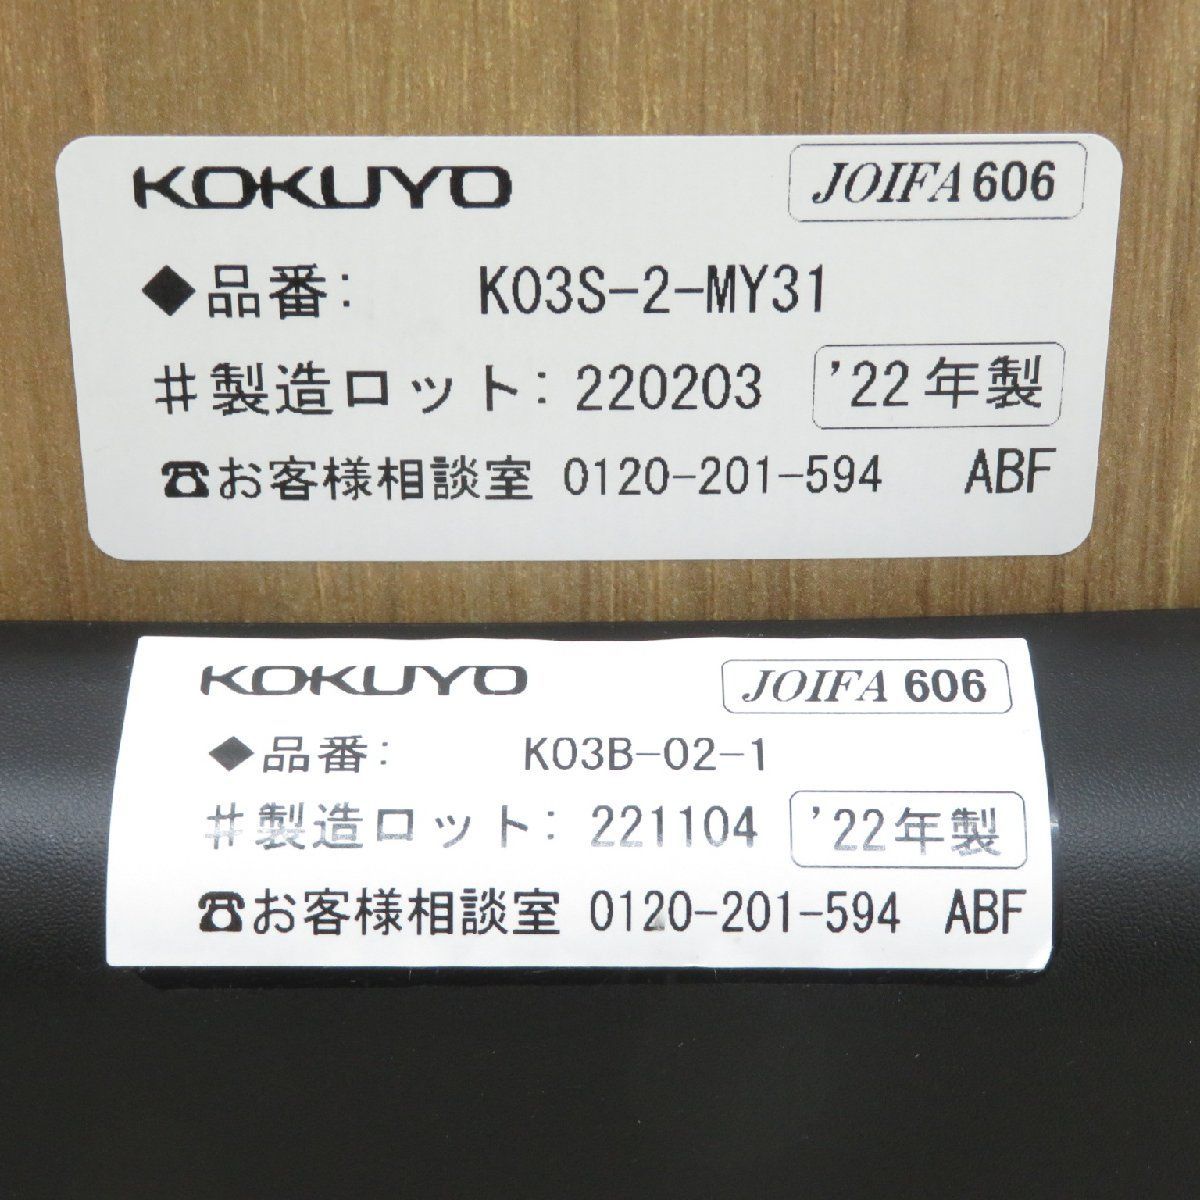 KOKUYO JOIFA606
◆品番: K03S-2-MY31
#製造ロット: 220203 '22年製
☎お客様相談室 0120-201-594 ABF
KOKUYO JOIFA 606
◆品番: K03B-02-1
#製造ロット: 221104 '22年製
☎お客様相談室 0120-201-594 ABF